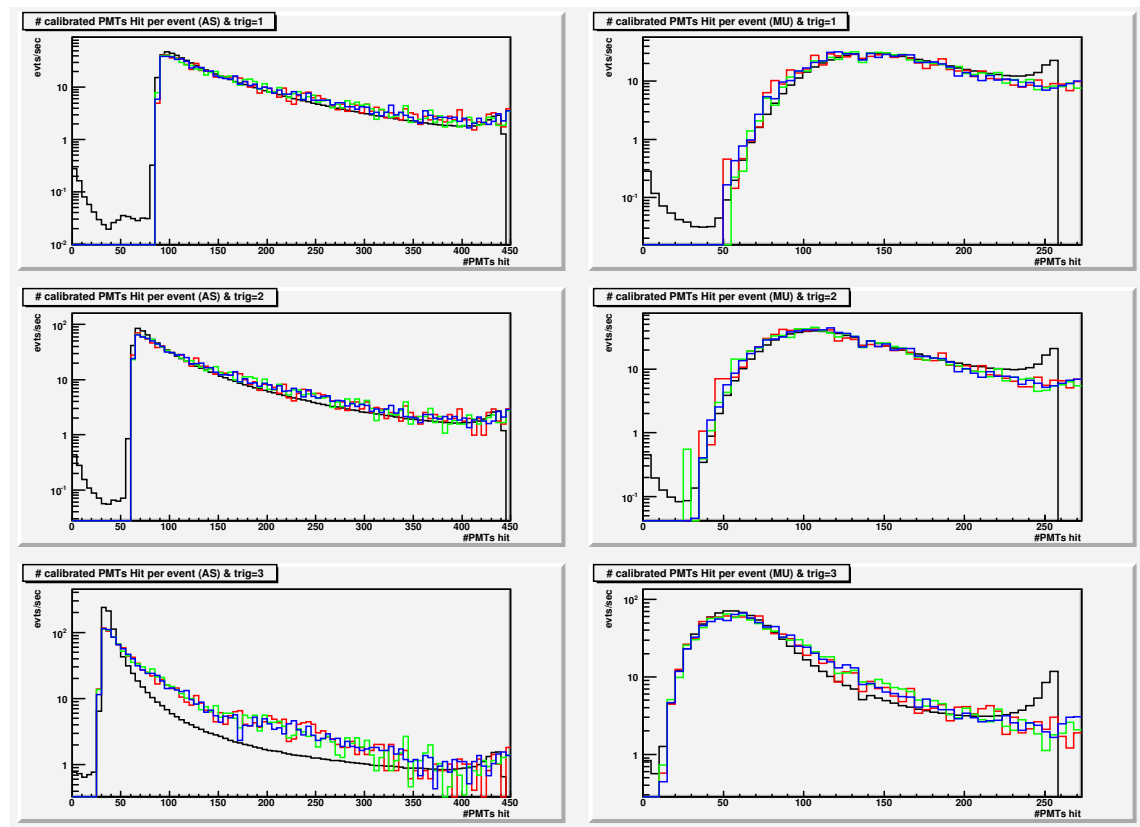 # calibrated PMTs Hit per event (AS) & trig=1
evts/sec
10
1
10-1
10-2
0 50 100 150 200 250 300 350 400 450
#PMTs hit
# calibrated PMTs Hit per event (MU) & trig=1
evts/sec
10
1
10-1
0 50 100 150 200 250
#PMTs hit
# calibrated PMTs Hit per event (AS) & trig=2
evts/sec
102
10
1
10-1
0 50 100 150 200 250 300 350 400 450
#PMTs hit
# calibrated PMTs Hit per event (MU) & trig=2
evts/sec
10
1
10-1
0 50 100 150 200 250
#PMTs hit
# calibrated PMTs Hit per event (AS) & trig=3
evts/sec
102
10
1
0 50 100 150 200 250 300 350 400 450
#PMTs hit
# calibrated PMTs Hit per event (MU) & trig=3
evts/sec
102
10
1
0 50 100 150 200 250
#PMTs hit